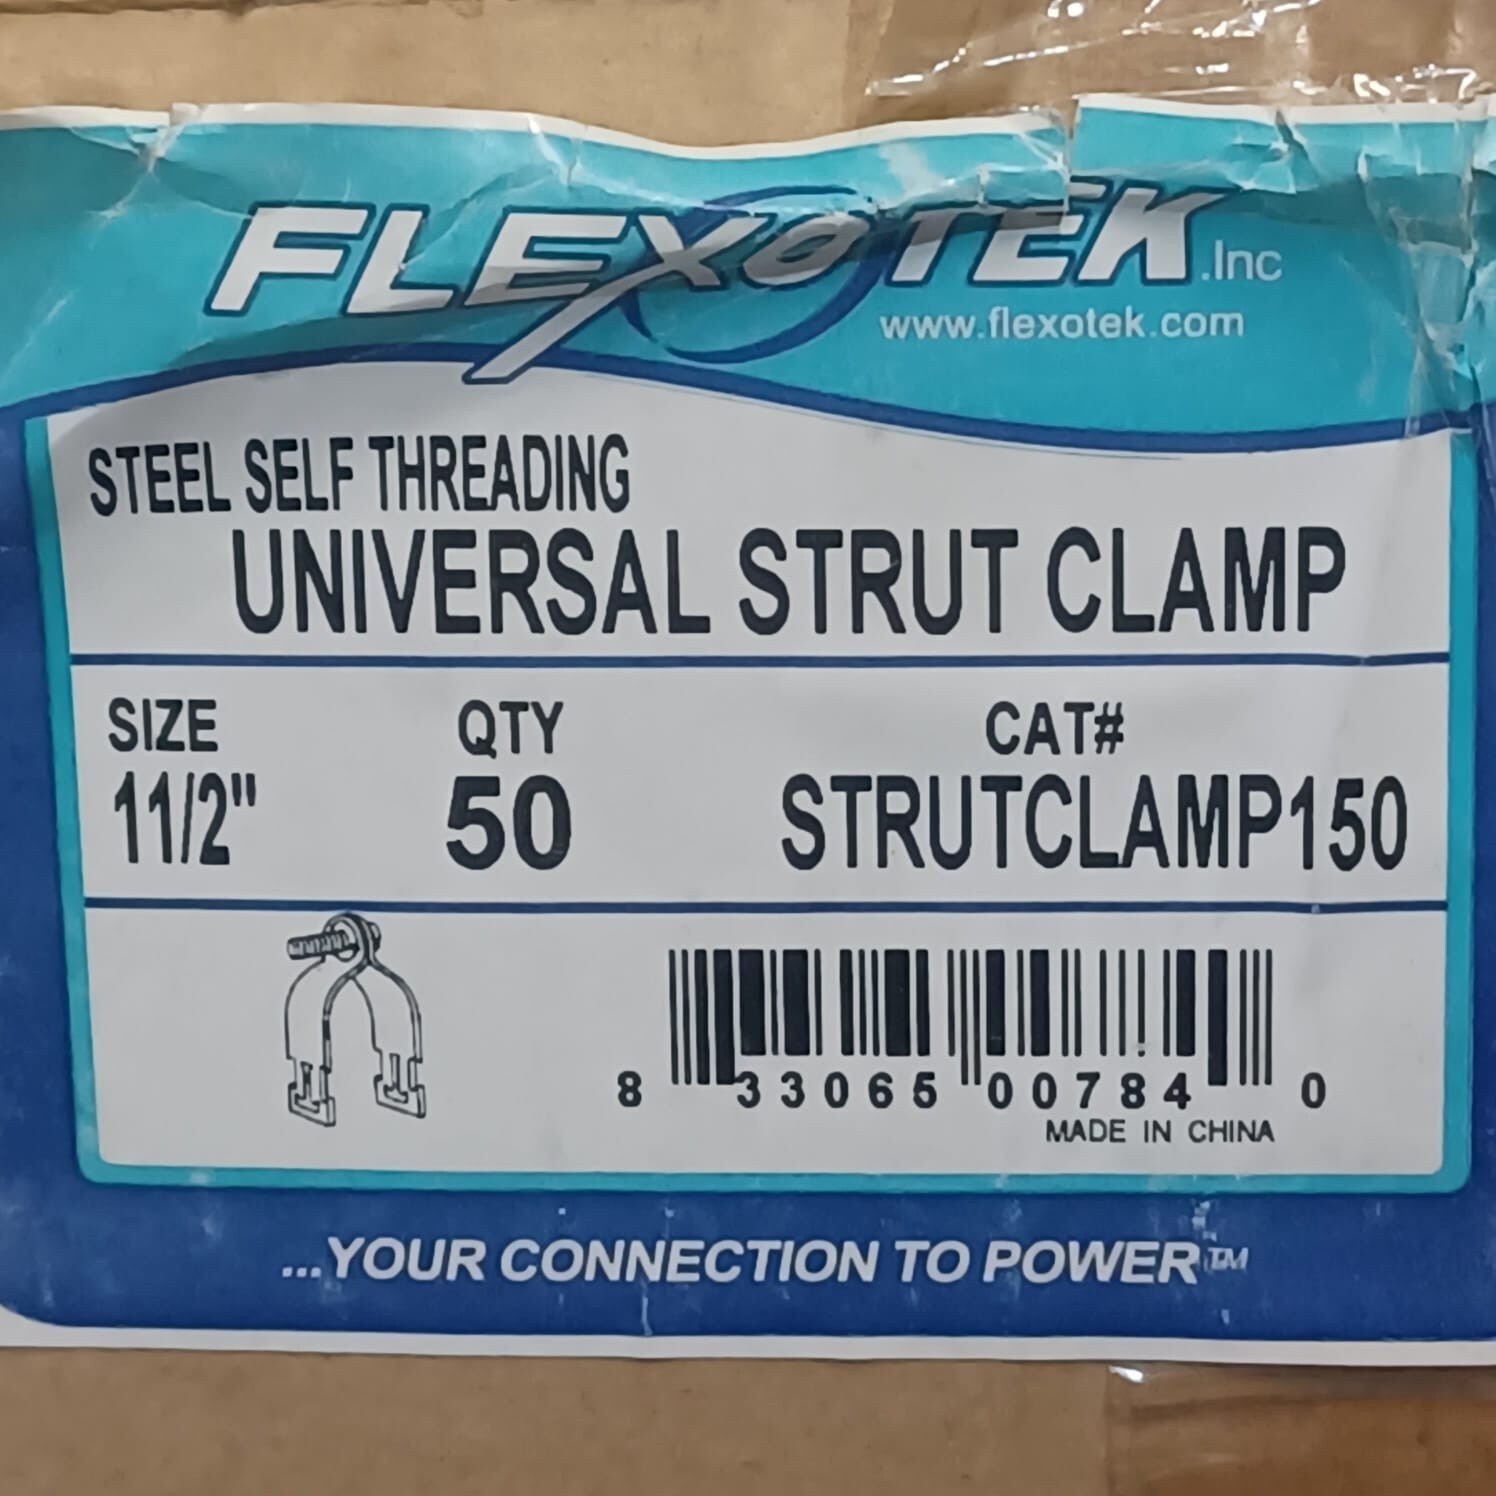 FLEXOTEK.Inc
www.flexotek.com
STEEL SELF THREADING
UNIVERSAL STRUT CLAMP
SIZE QTY CAT#
11/2" 50 STRUTCLAMP150
8 33065 00784 0
MADE IN CHINA
...YOUR CONNECTION TO POWER™